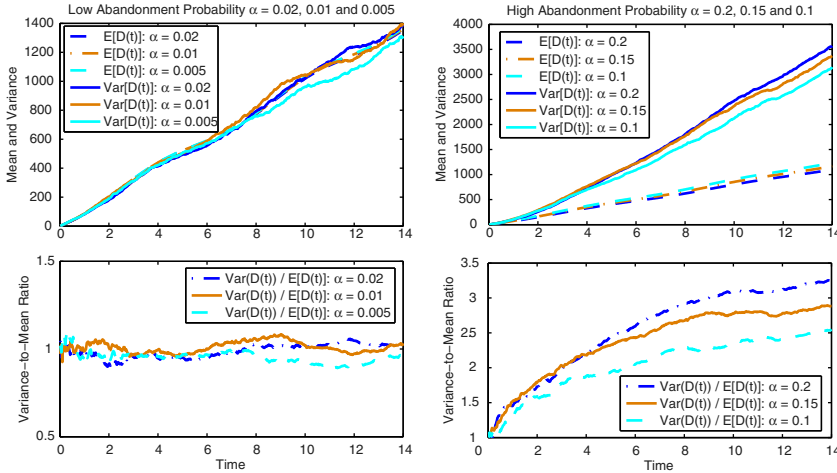 Low Abandonment Probability α = 0.02, 0.01 and 0.005
Mean and Variance
1400
1200
1000
800
600
400
200
0
E[D(t)]: α = 0.02
E[D(t)]: α = 0.01
E[D(t)]: α = 0.005
Var[D(t)]: α = 0.02
Var[D(t)]: α = 0.01
Var[D(t)]: α = 0.005
0 2 4 6 8 10 12 14
High Abandonment Probability α = 0.2, 0.15 and 0.1
Mean and Variance
4000
3500
3000
2500
2000
1500
1000
500
0
E[D(t)]: α = 0.2
E[D(t)]: α = 0.15
E[D(t)]: α = 0.1
Var[D(t)]: α = 0.2
Var[D(t)]: α = 0.15
Var[D(t)]: α = 0.1
0 2 4 6 8 10 12 14
Variance−to−Mean Ratio
1.5
1
0.5
Var(D(t)) / E[D(t)]: α = 0.02
Var(D(t)) / E[D(t)]: α = 0.01
Var(D(t)) / E[D(t)]: α = 0.005
0 2 4 6 8 10 12 14
Time
Variance−to−Mean Ratio
3.5
3
2.5
2
1.5
1
Var(D(t)) / E[D(t)]: α = 0.2
Var(D(t)) / E[D(t)]: α = 0.15
Var(D(t)) / E[D(t)]: α = 0.1
0 2 4 6 8 10 12 14
Time